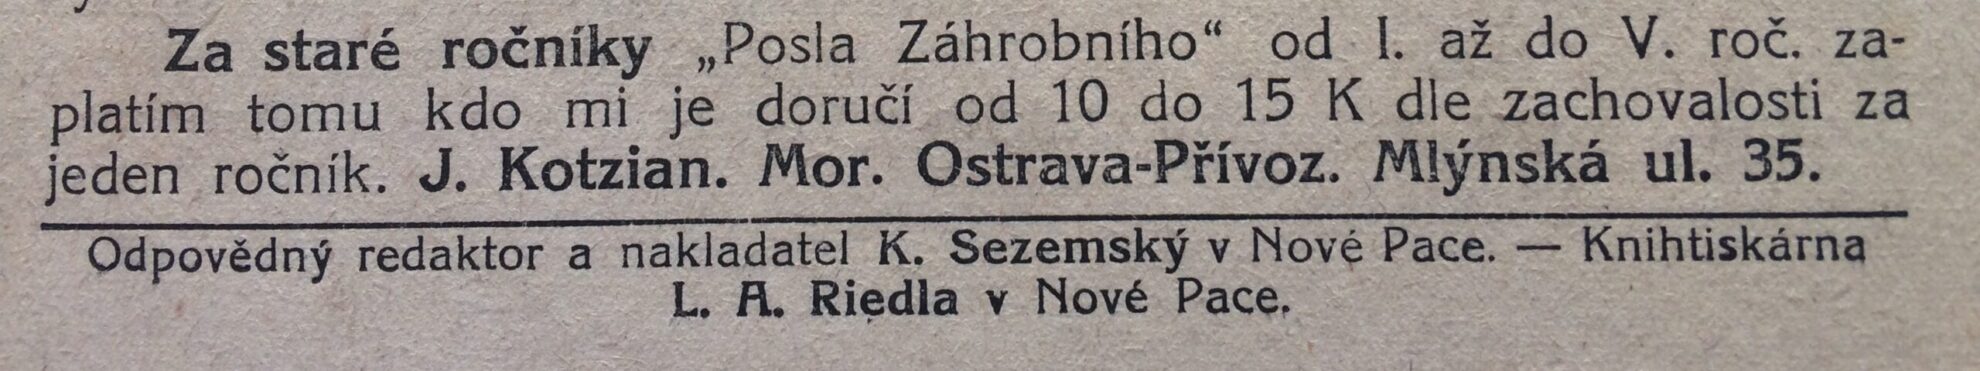 Za staré ročníky „Posla Záhrobního“ od I. až do V. roč. za-
platím tomu kdo mi je doručí od 10 do 15 K dle zachovalosti za
jeden ročník. J. Kotzian. Mor. Ostrava-Přívoz. Mlýnská ul. 35.
Odpovědný redaktor a nakladatel K. Sezemský v Nové Pace. — Knihtiskárna
L. A. Riedla v Nové Pace.